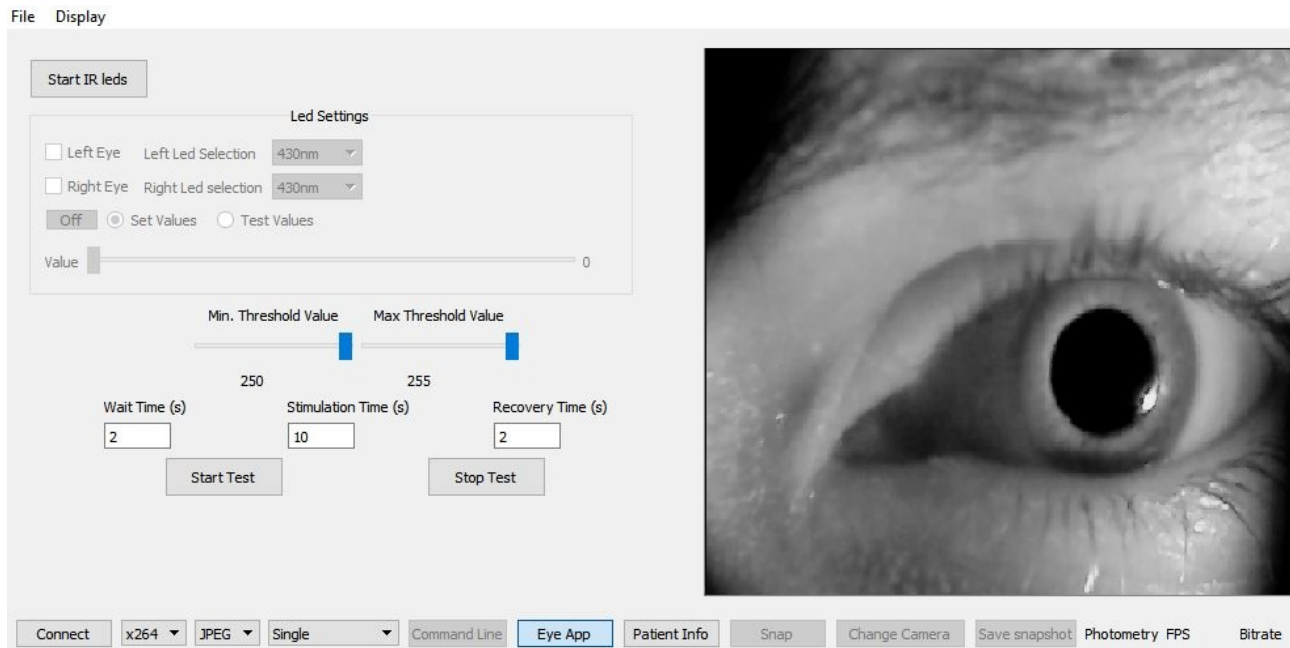 File Display
Start IR leds
Led Settings
Left Eye Left Led Selection 430nm
Right Eye Right Led selection 430nm
Off Set Values Test Values
Value 0
Min. Threshold Value Max Threshold Value
250 255
Wait Time (s) Stimulation Time (s) Recovery Time (s)
2 10 2
Start Test Stop Test
Connect x264 JPEG Single Command Line Eye App Patient Info Snap Change Camera Save snapshot Photometry FPS Bitrate